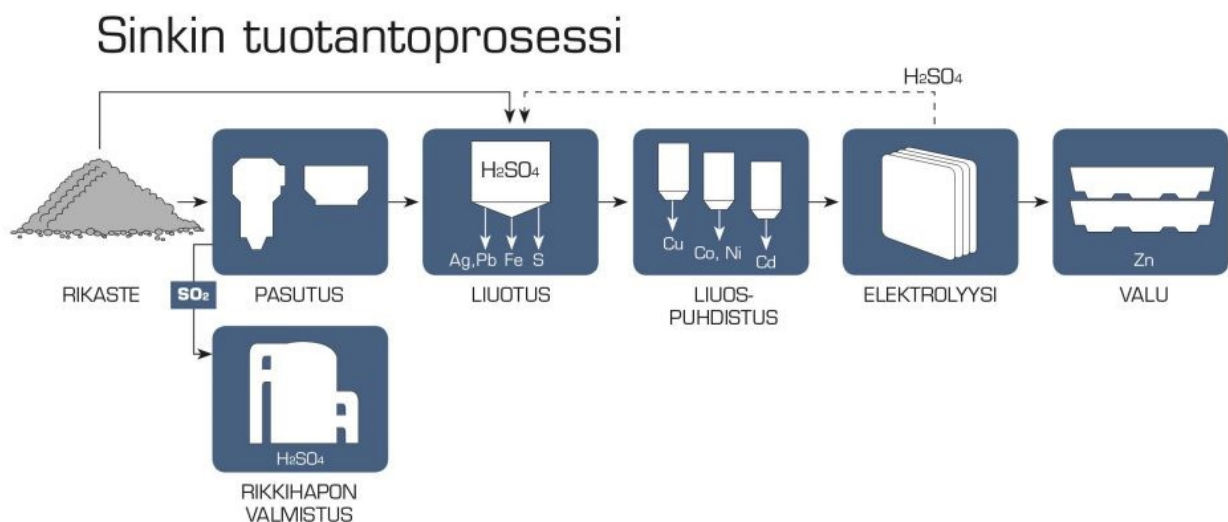 Sinkin tuotantoprosessi
H₂SO₄
H₂SO₄
Ag,Pb Fe S
Cu
Co, Ni
Cd
Zn
RIKASTE
SO₂
PASUTUS
LIUOTUS
LIUOS-
PUHDISTUS
ELEKTROLYYSI
VALU
H₂SO₄
RIKKIHAPON
VALMISTUS